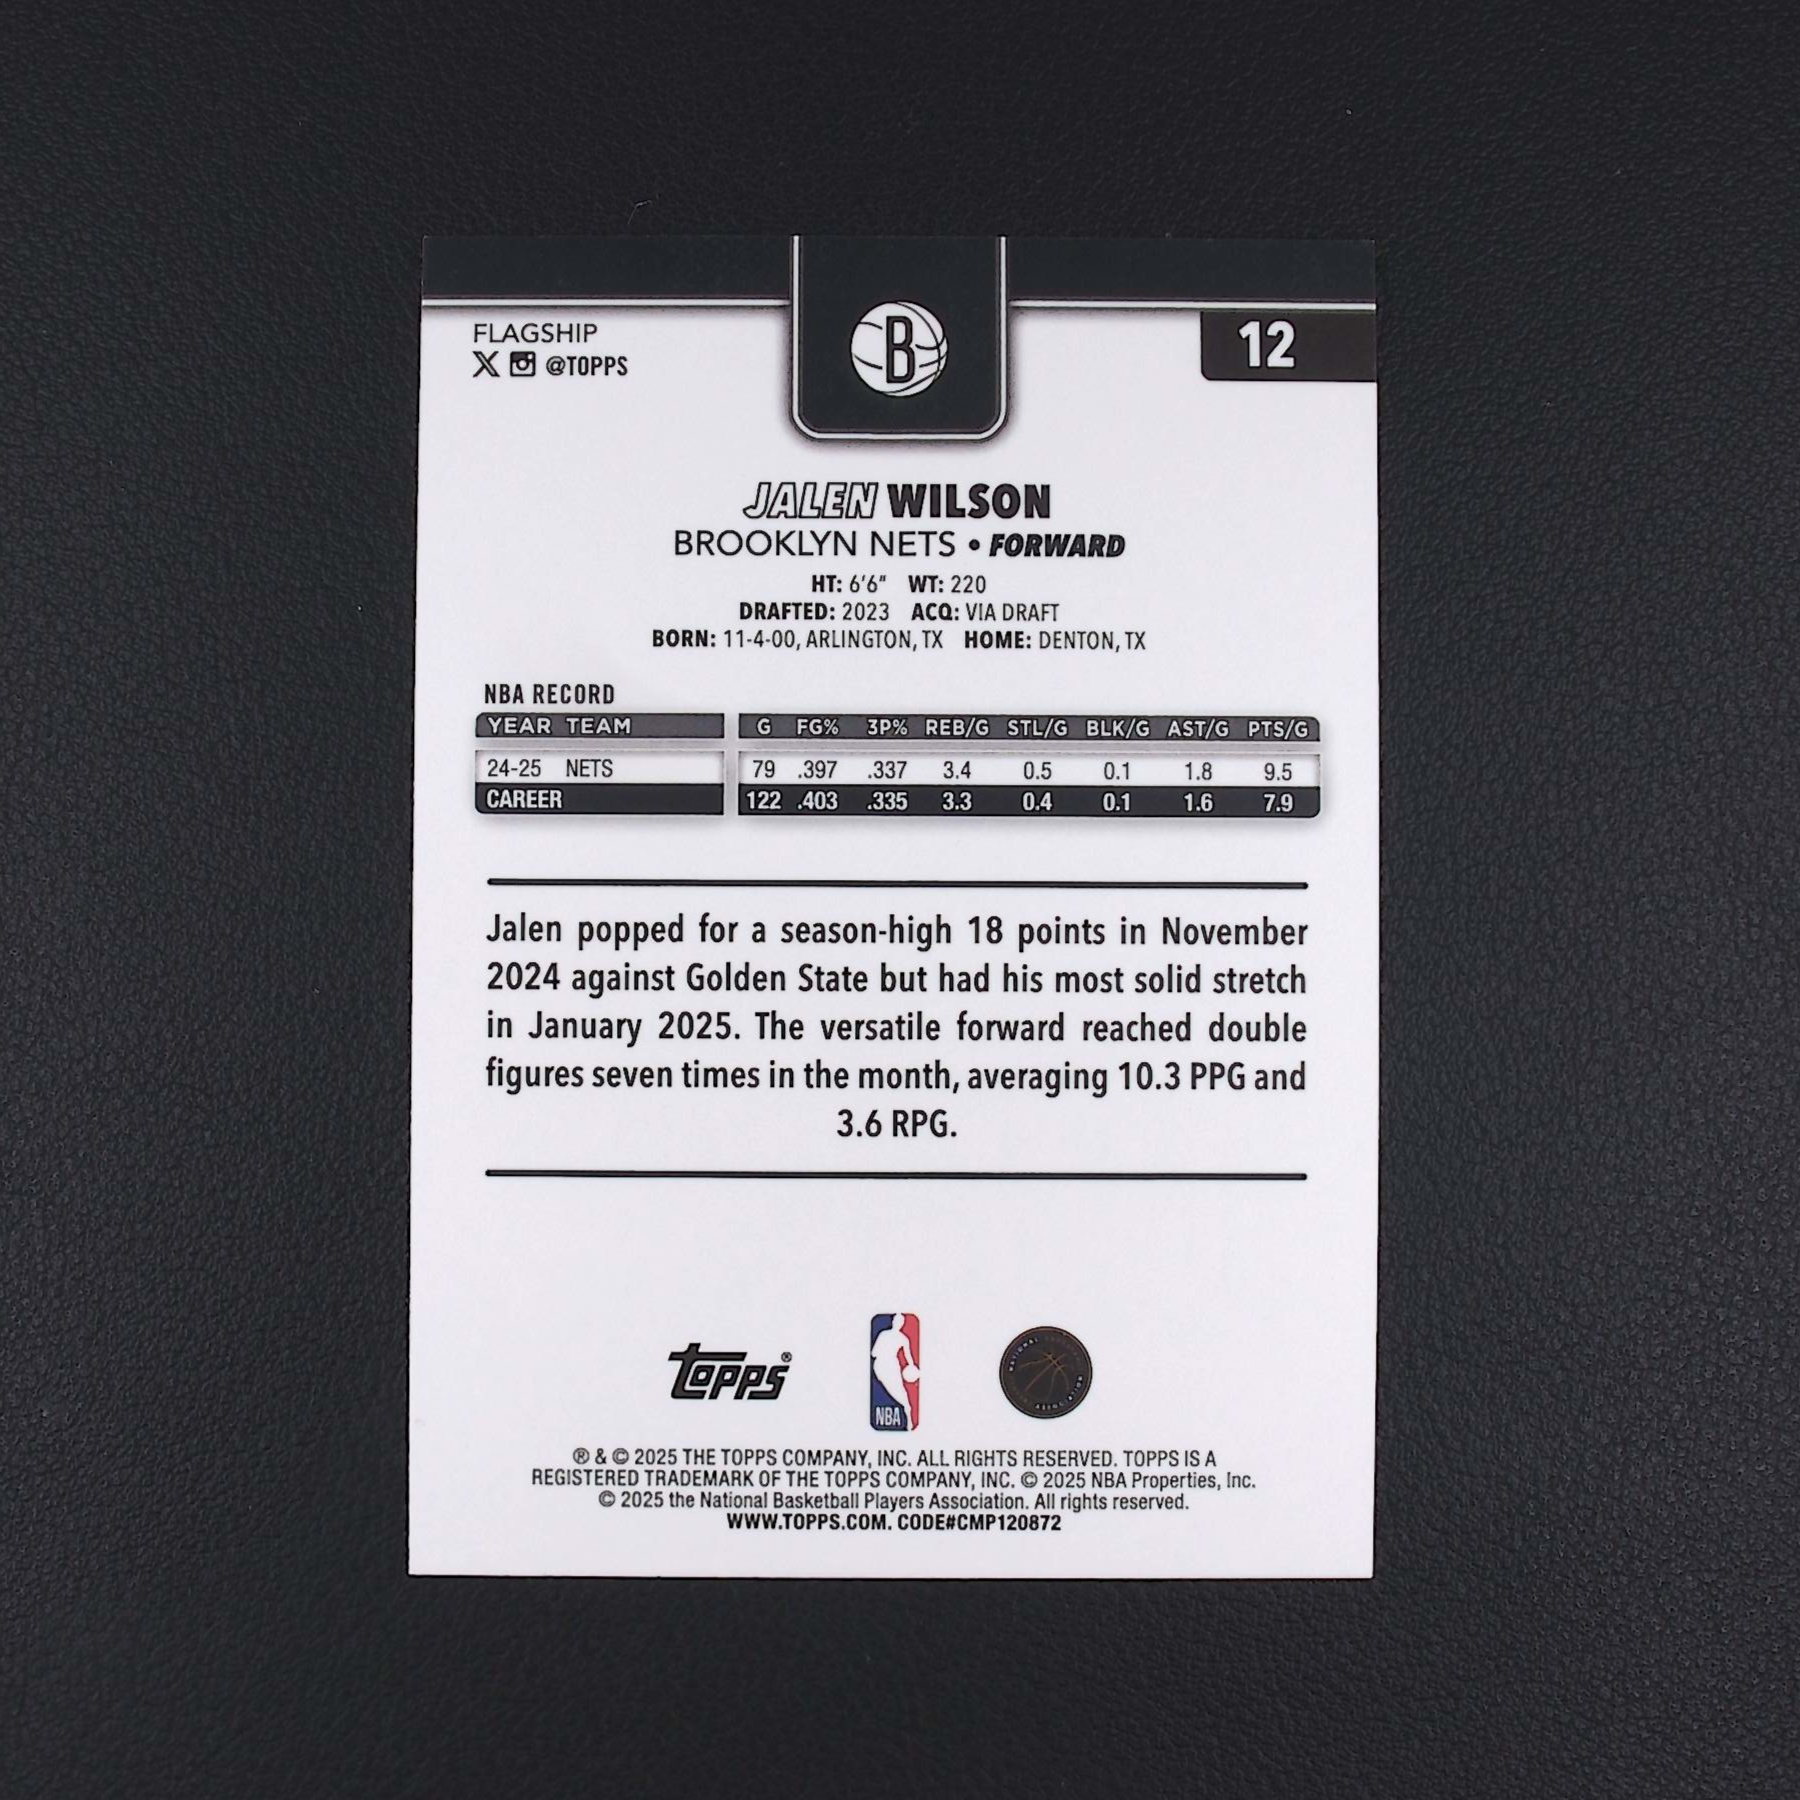 FLAGSHIP
12
X @TOPPS
B
JALEN WILSON
BROOKLYN NETS • FORWARD
HT: 6'6" WT: 220
DRAFTED: 2023 ACQ: VIA DRAFT
BORN: 11-4-00, ARLINGTON, TX HOME: DENTON, TX
NBA RECORD
YEAR TEAM G FG% 3P% REB/G STL/G BLK/G AST/G PTS/G
24-25 NETS 79 .397 .337 3.4 0.5 0.1 1.8 9.5
CAREER 122 .403 .335 3.3 0.4 0.1 1.6 7.9
Jalen popped for a season-high 18 points in November
2024 against Golden State but had his most solid stretch
in January 2025. The versatile forward reached double
figures seven times in the month, averaging 10.3 PPG and
3.6 RPG.
Topps®
NBA
NATIONAL
ASSOCIATION
® & © 2025 THE TOPPS COMPANY, INC. ALL RIGHTS RESERVED. TOPPS IS A
REGISTERED TRADEMARK OF THE TOPPS COMPANY, INC. © 2025 NBA Properties, Inc.
© 2025 the National Basketball Players Association. All rights reserved.
WWW.TOPPS.COM. CODE#CMP120872